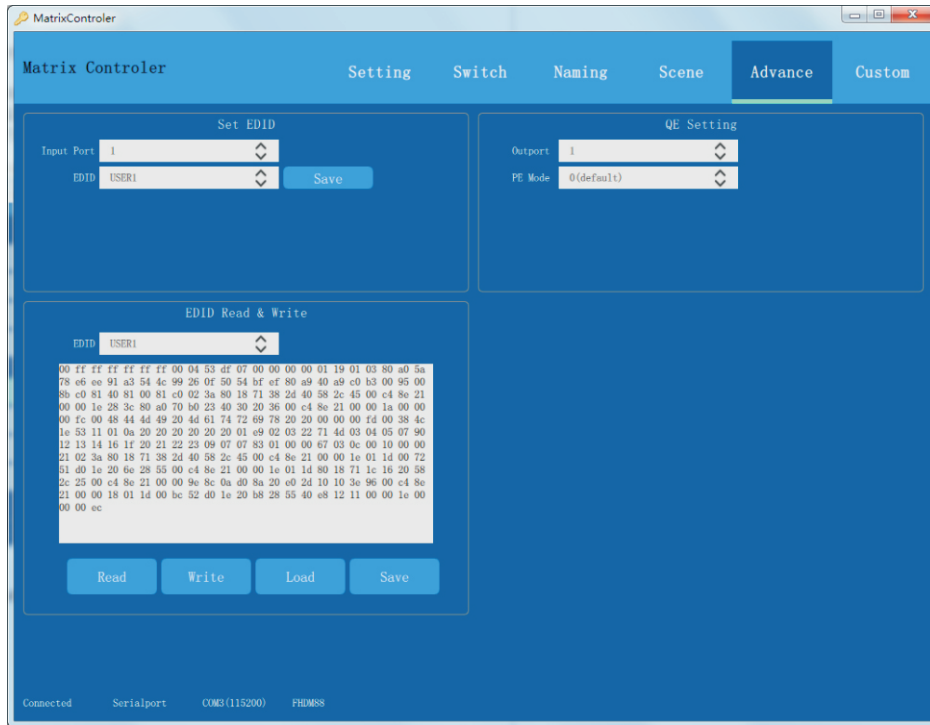 MatrixControler
Matrix Controler
Setting Switch Naming Scene Advance Custom
Set EDID
Input Port 1
EDID USER1 Save
QE Setting
Outport 1
PE Mode 0(default)
EDID Read & Write
EDID USER1
00 ff ff ff ff ff ff 00 04 53 df 07 00 00 00 00 01 19 01 03 80 a0 5a
78 e6 ee 91 a3 54 4c 99 26 0f 50 54 bf ef 80 a9 40 a9 c0 b3 00 95 00
8b c0 81 40 81 00 81 c0 02 3a 80 18 71 38 2d 40 58 2c 45 00 c4 8e 21
00 00 1e 28 3c 80 a0 70 b0 23 40 30 20 36 00 c4 8e 21 00 00 1a 00 00
00 fc 00 48 44 4d 49 20 4d 61 74 72 69 78 20 20 00 00 00 fd 00 38 4c
1e 53 11 01 0a 20 20 20 20 20 20 01 e9 02 03 22 71 4d 03 04 05 07 90
12 13 14 16 1f 20 21 22 23 09 07 07 83 01 00 00 67 03 0c 00 10 00 00
21 02 3a 80 18 71 38 2d 40 58 2c 45 00 c4 8e 21 00 00 1e 01 1d 00 72
51 d0 1e 20 6e 28 55 00 c4 8e 21 00 00 1e 01 1d 80 18 71 1c 16 20 58
2c 25 00 c4 8e 21 00 00 9e 8c 0a d0 8a 20 e0 2d 10 10 3e 96 00 c4 8e
21 00 00 18 01 1d 00 bc 52 d0 1e 20 b8 28 55 40 e8 12 11 00 00 1e 00
00 00 ec
Read Write Load Save
Connected Serialport COM3(115200) FHDM88